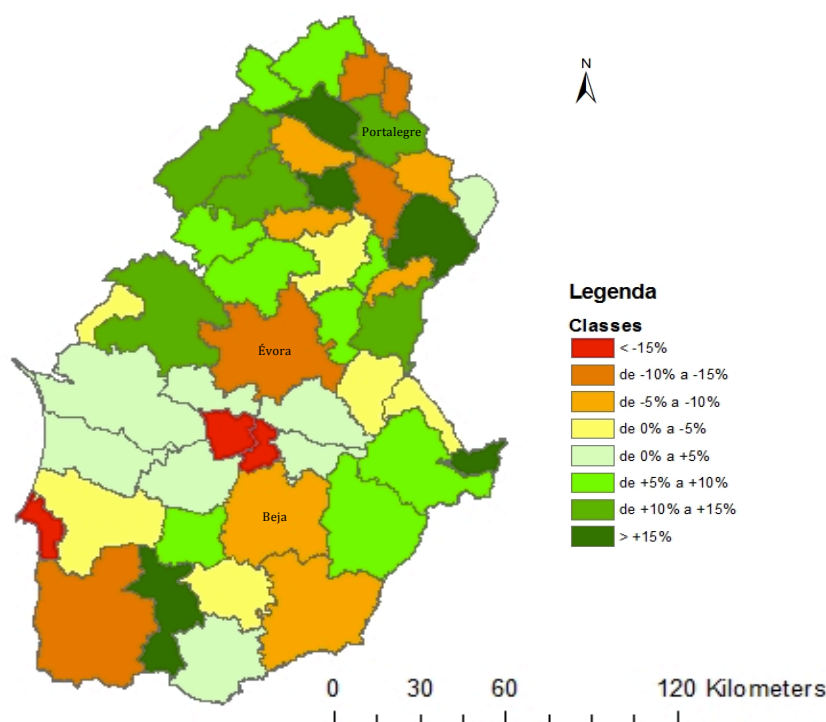 N
Portalegre
Évora
Beja
Legenda
Classes
< -15%
de -10% a -15%
de -5% a -10%
de 0% a -5%
de 0% a +5%
de +5% a +10%
de +10% a +15%
> +15%
0 30 60 120 Kilometers